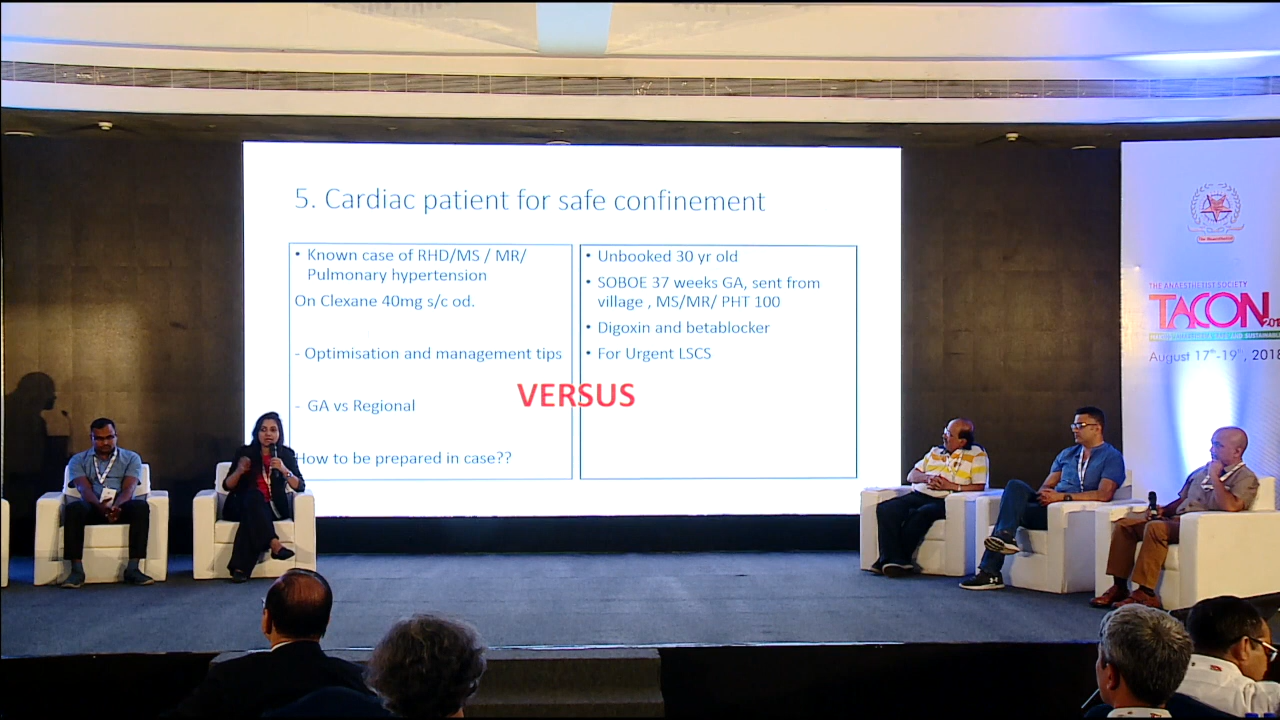 5. Cardiac patient for safe confinement
• Known case of RHD/MS / MR/
Pulmonary hypertension
On Clexane 40mg s/c od.
- Optimisation and management tips
- GA vs Regional
How to be prepared in case??
• Unbooked 30 yr old
• SOBOE 37 weeks GA, sent from
village , MS/MR/ PHT 100
• Digoxin and betablocker
• For Urgent LSCS
VERSUS
THE ANAESTHETIST SOCIETY
TACON
August 17th-19th, 2018